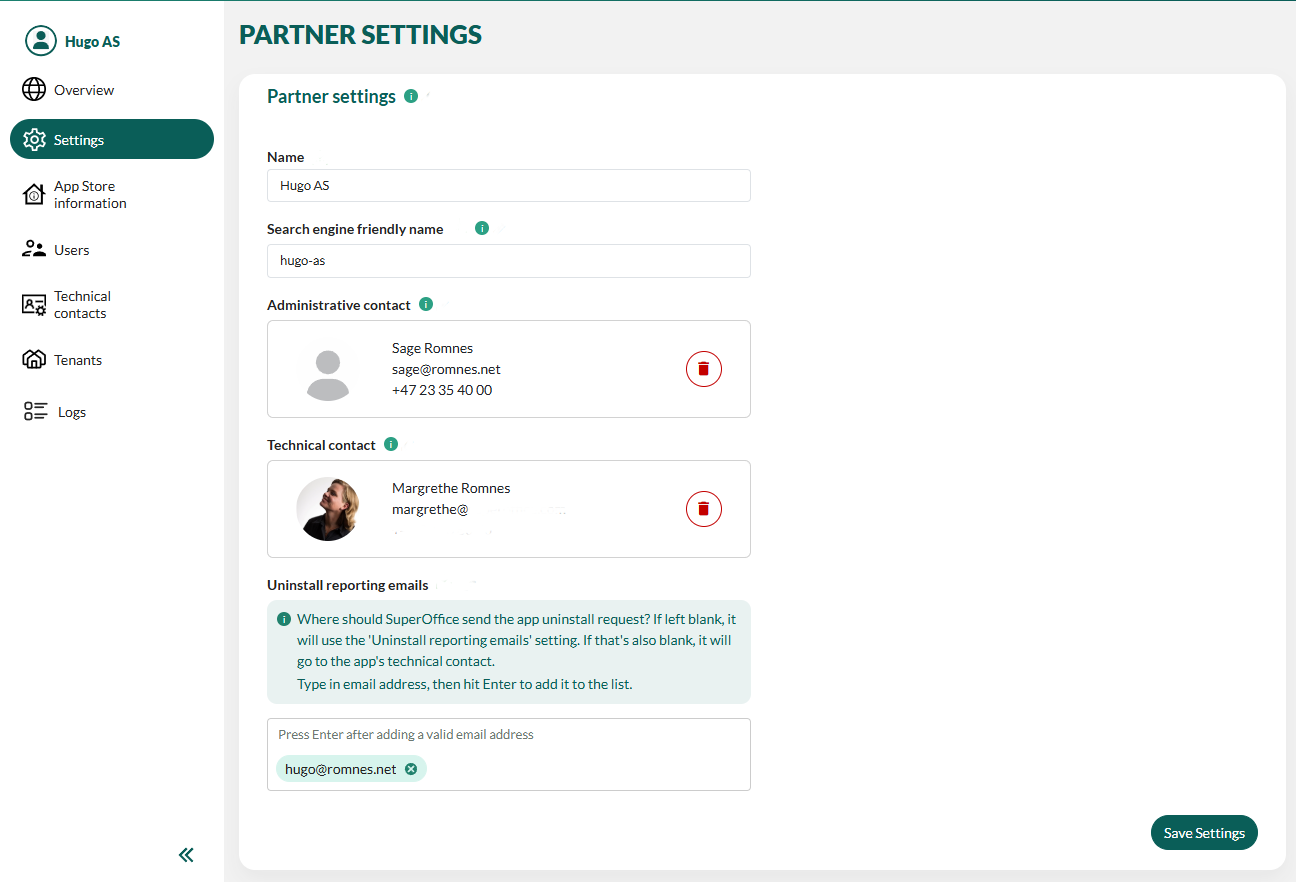 Hugo AS
Overview
Settings
App Store
information
Users
Technical
contacts
Tenants
Logs
PARTNER SETTINGS
Partner settings
Name
Hugo AS
Search engine friendly name
hugo-as
Administrative contact
Sage Romnes
sage@romnes.net
+47 23 35 40 00
Technical contact
Margrethe Romnes
margrethe@
Uninstall reporting emails
Where should SuperOffice send the app uninstall request? If left blank, it
will use the 'Uninstall reporting emails' setting. If that's also blank, it will
go to the app's technical contact.
Type in email address, then hit Enter to add it to the list.
Press Enter after adding a valid email address
hugo@romnes.net
Save Settings